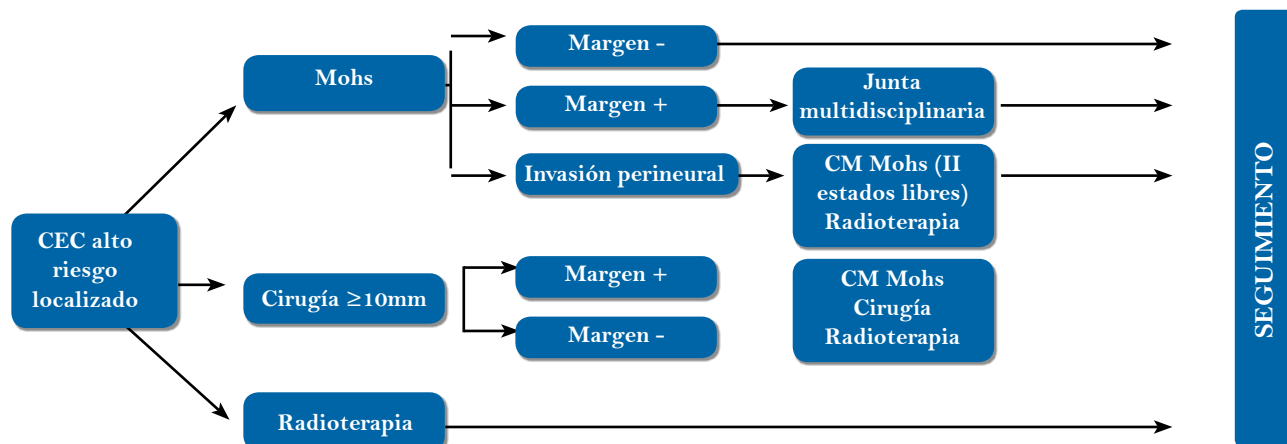 CEC alto
riesgo
localizado
Mohs
Cirugía ≥10mm
Radioterapia
Margen -
Margen +
Invasión perineural
Margen +
Margen -
Junta
multidisciplinaria
CM Mohs (II
estados libres)
Radioterapia
CM Mohs
Cirugía
Radioterapia
SEGUIMIENTO